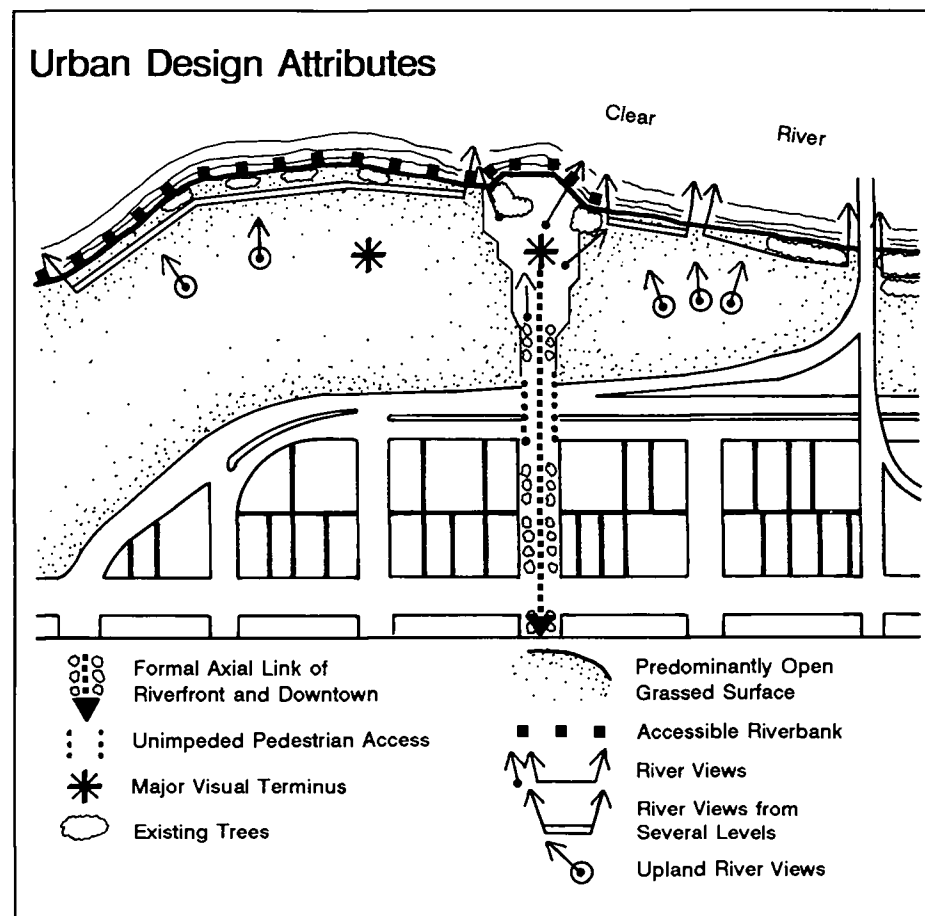 Urban Design Attributes
Clear River
Formal Axial Link of
Riverfront and Downtown
Unimpeded Pedestrian Access
Major Visual Terminus
Existing Trees
Predominantly Open
Grassed Surface
Accessible Riverbank
River Views
River Views from
Several Levels
Upland River Views